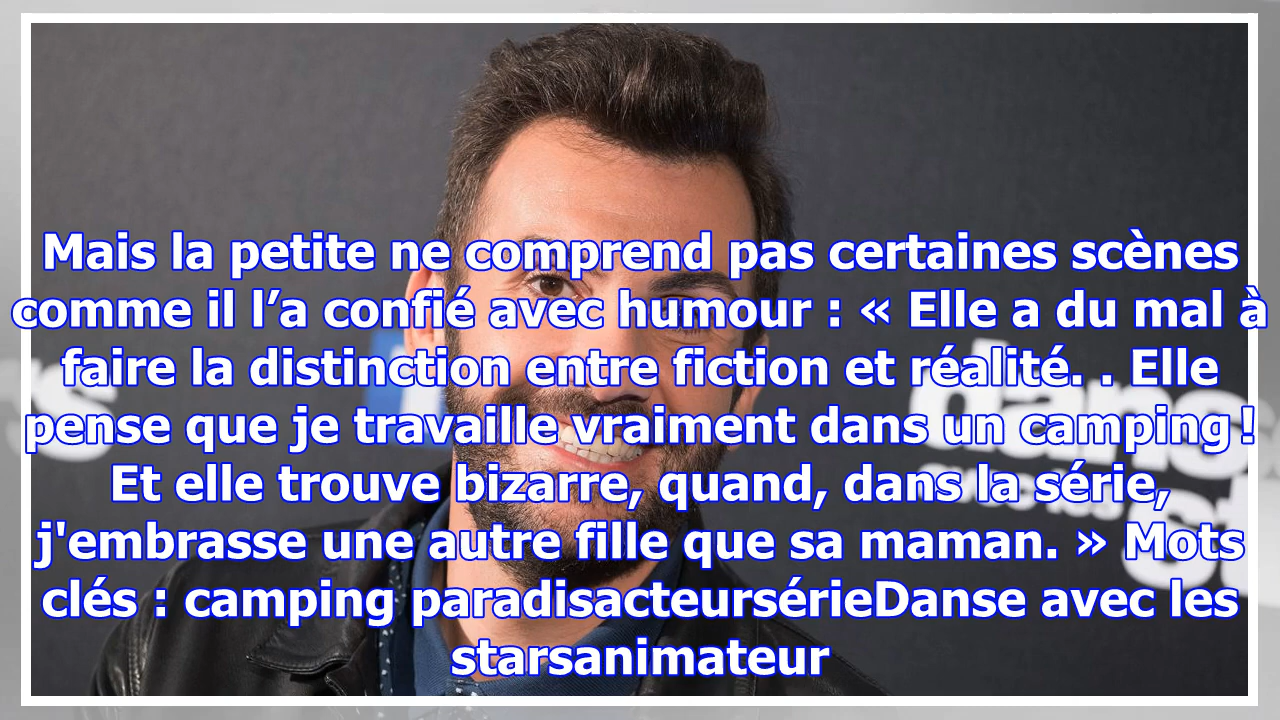 Mais la petite ne comprend pas certaines scènes
comme il l’a confié avec humour : « Elle a du mal à
faire la distinction entre fiction et réalité. . Elle
pense que je travaille vraiment dans un camping !
Et elle trouve bizarre, quand, dans la série,
j'embrasse une autre fille que sa maman. » Mots
clés : camping paradisacteursérieDanse avec les
starsanimateur